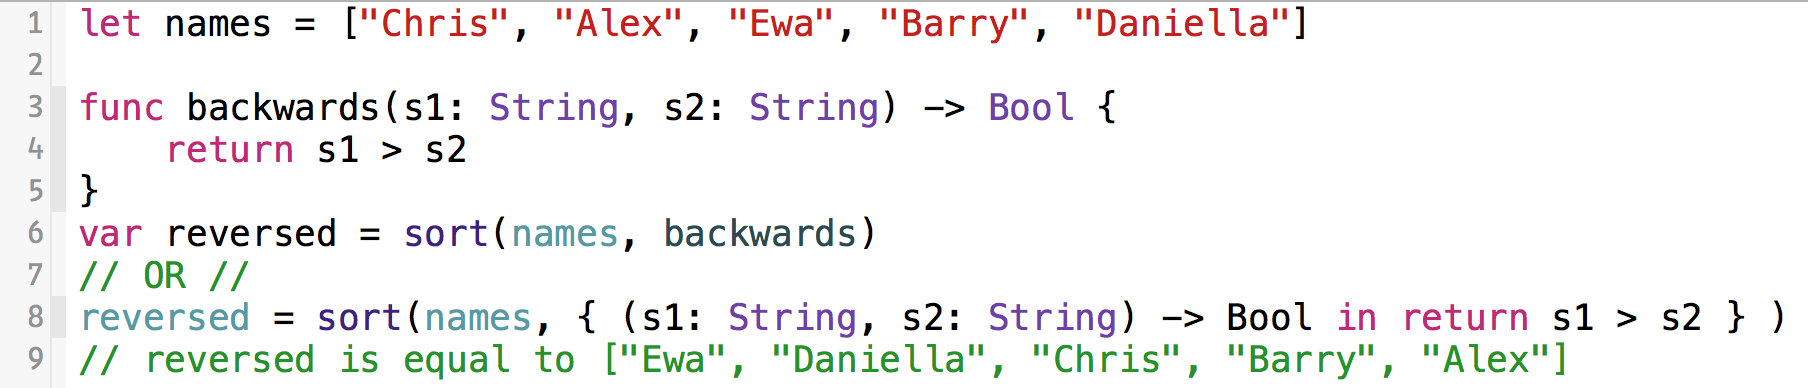 1 let names = ["Chris", "Alex", "Ewa", "Barry", "Daniella"]
2
3 func backwards(s1: String, s2: String) -> Bool {
4     return s1 > s2
5 }
6 var reversed = sort(names, backwards)
7 // OR //
8 reversed = sort(names, { (s1: String, s2: String) -> Bool in return s1 > s2 } )
9 // reversed is equal to ["Ewa", "Daniella", "Chris", "Barry", "Alex"]